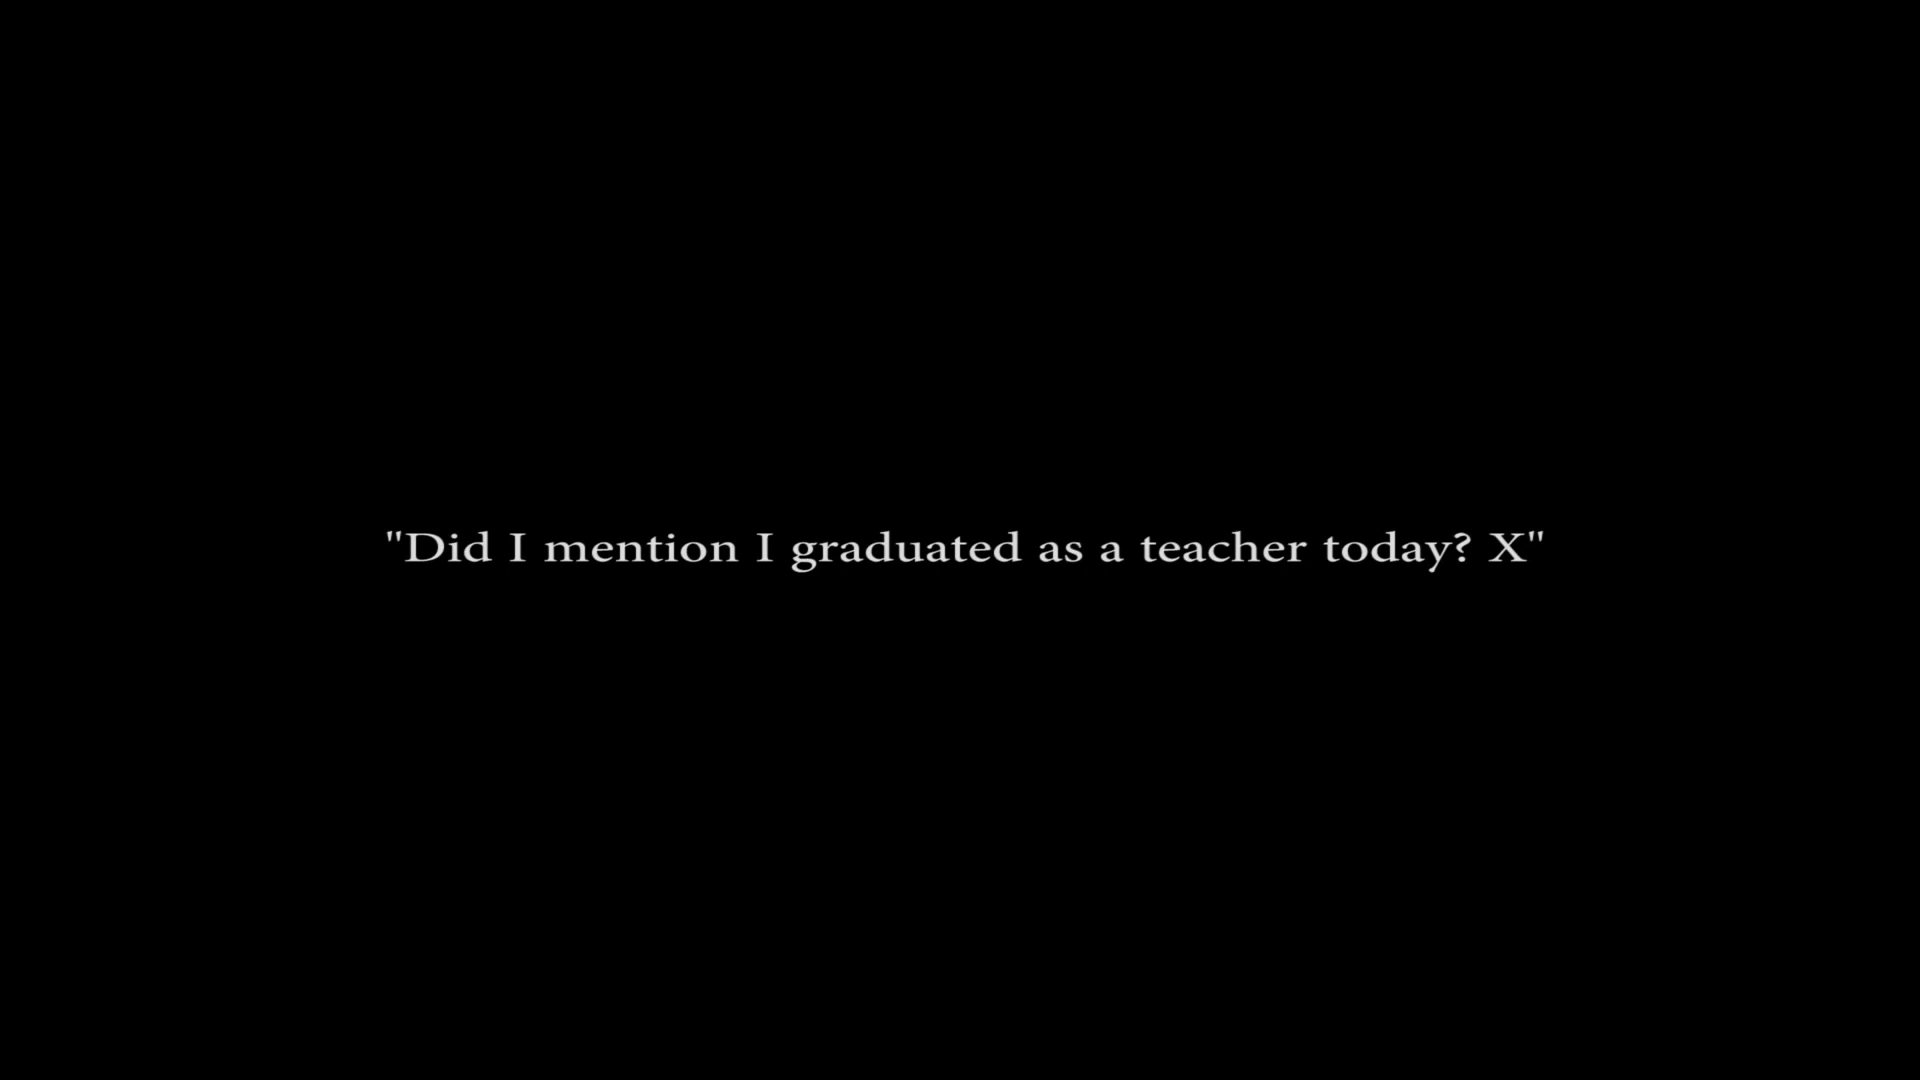 "Did I mention I graduated as a teacher today? X"